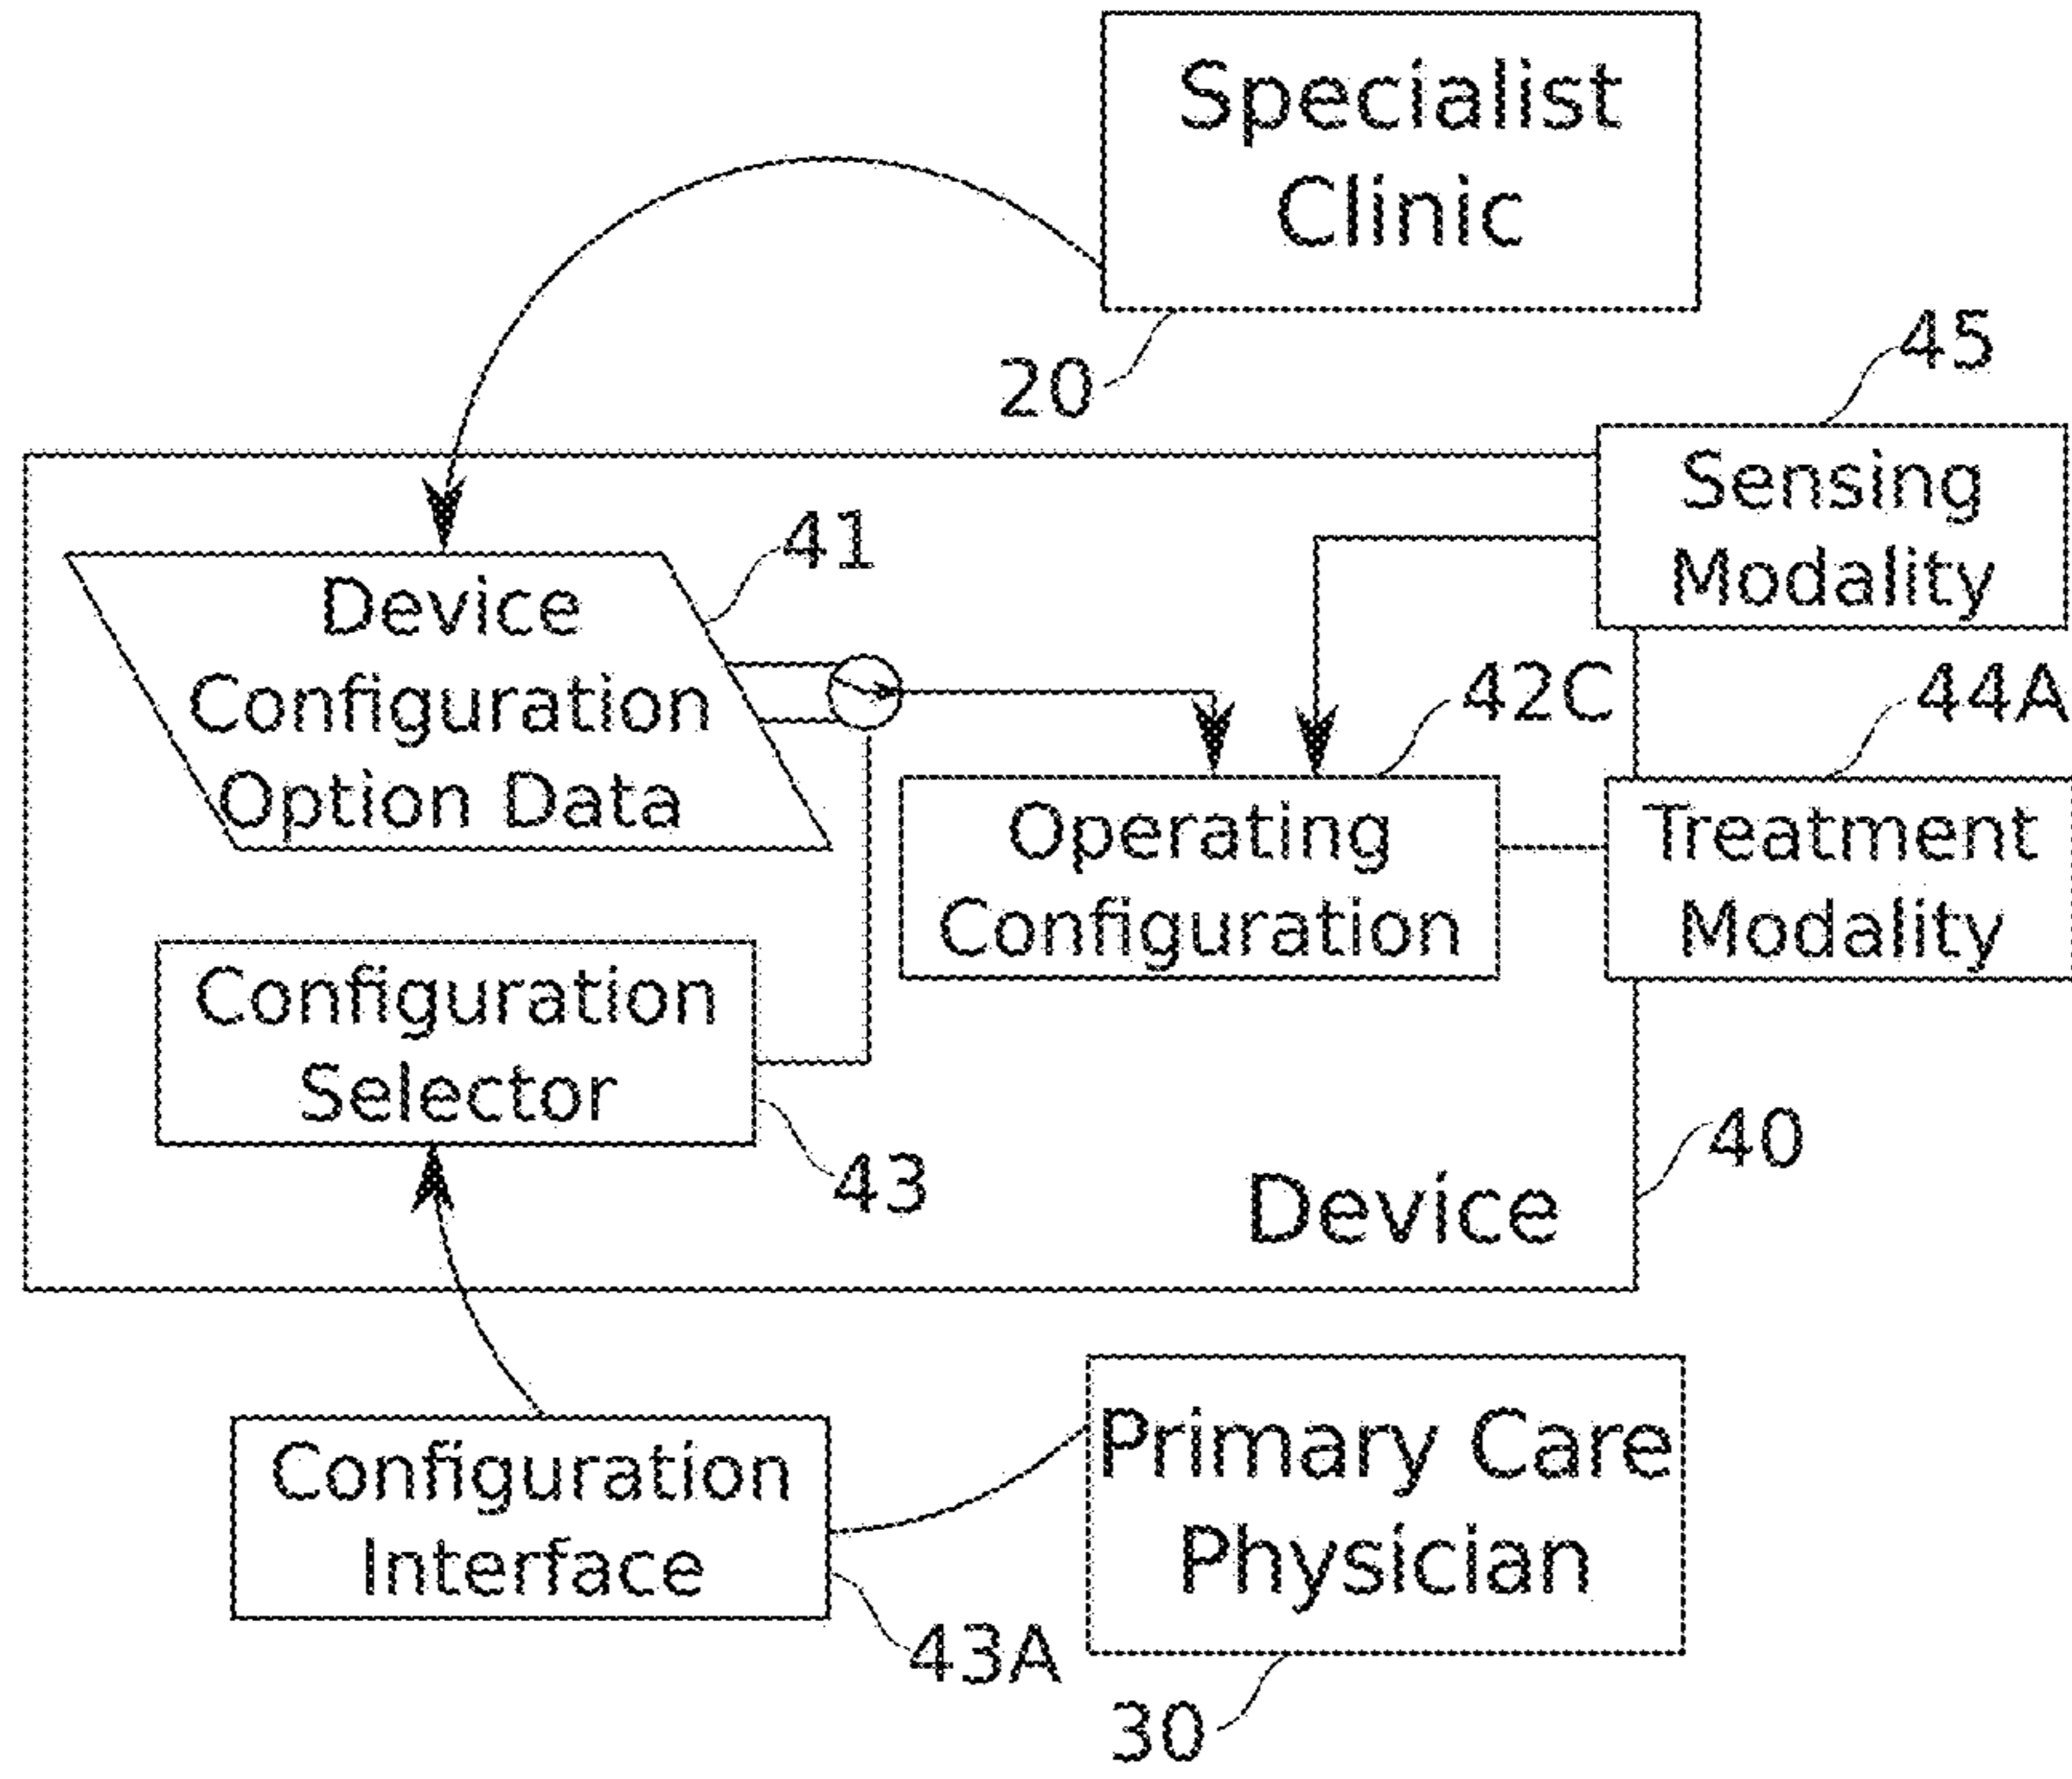 Specialist
Clinic
20
45
Sensing
Modality
41
Device
Configuration
Option Data
42C
44A
Operating
Configuration
Treatment
Modality
Configuration
Selector
43
40
Device
Primary Care
Physician
Configuration
Interface
43A
30